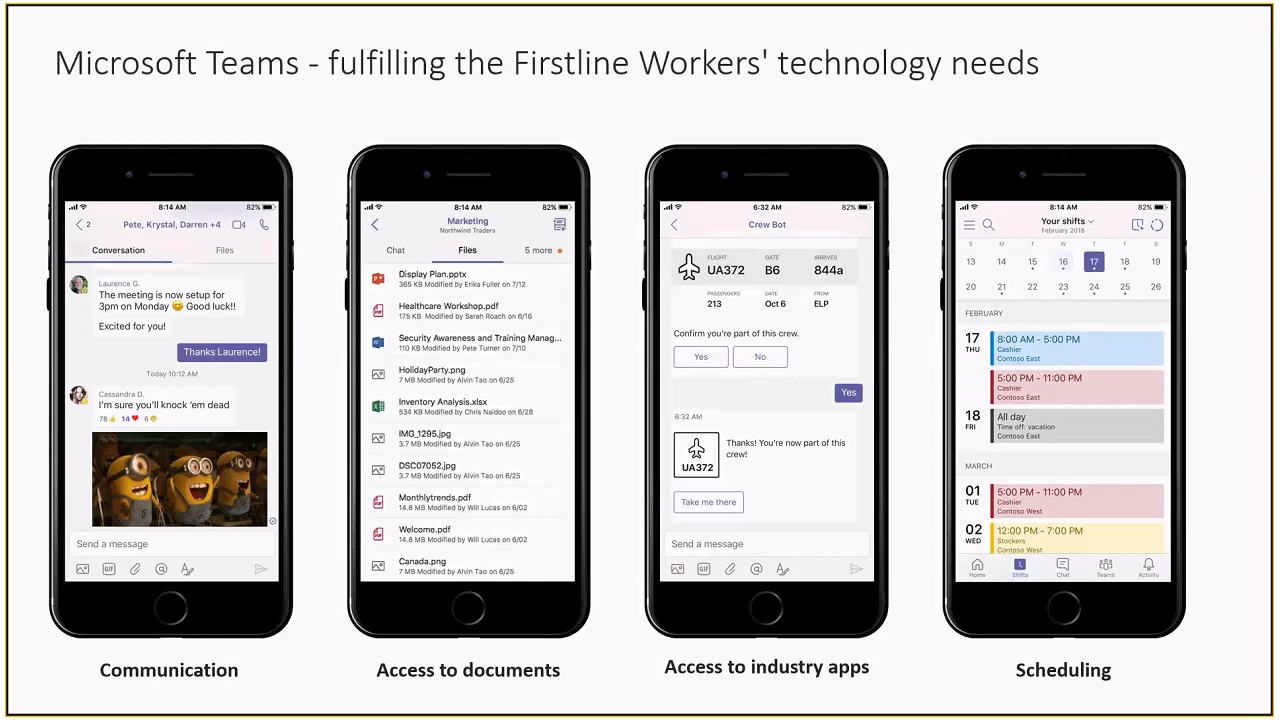 Microsoft Teams - fulfilling the Firstline Workers' technology needs
8:14 AM
82%
2
Pete, Krystal, Darren +4
Conversation
Files
Laurence G.
The meeting is now setup for
3pm on Monday 😊 Good luck!!
Excited for you!
Thanks Laurence!
Today 10:12 AM
Cassandra D.
I'm sure you'll knock 'em dead
78👍 14❤ 6😁
Send a message
GIF
Communication
8:14 AM
82%
Marketing
Northwind Traders
Chat
Files
5 more
Display Plan.pptx
365 KB Modified by Erika Fuller on 7/12
Healthcare Workshop.pdf
175 KB Modified by Sarah Roach on 6/16
Security Awareness and Training Manag...
110 KB Modified by Pete Turner on 7/10
HolidayParty.png
7 MB Modified by Alvin Tao on 6/25
Inventory Analysis.xlsx
534 KB Modified by Chris Naidoo on 6/28
IMG_1295.jpg
3.7 MB Modified by Alvin Tao on 6/25
DSC07052.jpg
3.7 MB Modified by Alvin Tao on 6/25
Monthlytrends.pdf
14.8 MB Modified by Will Lucas on 6/02
Welcome.pdf
14.8 MB Modified by Will Lucas on 6/02
Canada.png
7 MB Modified by Alvin Tao on 6/25
Access to documents
6:32 AM
82%
Crew Bot
FLIGHT GATE ARRIVES
UA372 B6 844a
PASSENGERS DATE FROM
213 Oct 6 ELP
Confirm you're part of this crew.
Yes
No
Yes
6:32 AM
UA372
Thanks! You're now part of this
crew!
Take me there
Send a message
GIF
Access to industry apps
8:14 AM
82%
Your shifts
February 2018
S M T W T F S
13 14 15 16 17 18 19
20 21 22 23 24 25 26
FEBRUARY
17
THU
8:00 AM - 5:00 PM
Cashier
Contoso East
5:00 PM - 11:00 PM
Cashier
Contoso East
18
FRI
All day
Time off: vacation
Contoso East
MARCH
01
TUE
5:00 PM - 11:00 PM
Cashier
Contoso West
02
WED
12:00 PM - 7:00 PM
Stockers
Contoso West
Home Shifts Chat Teams Activity
Scheduling